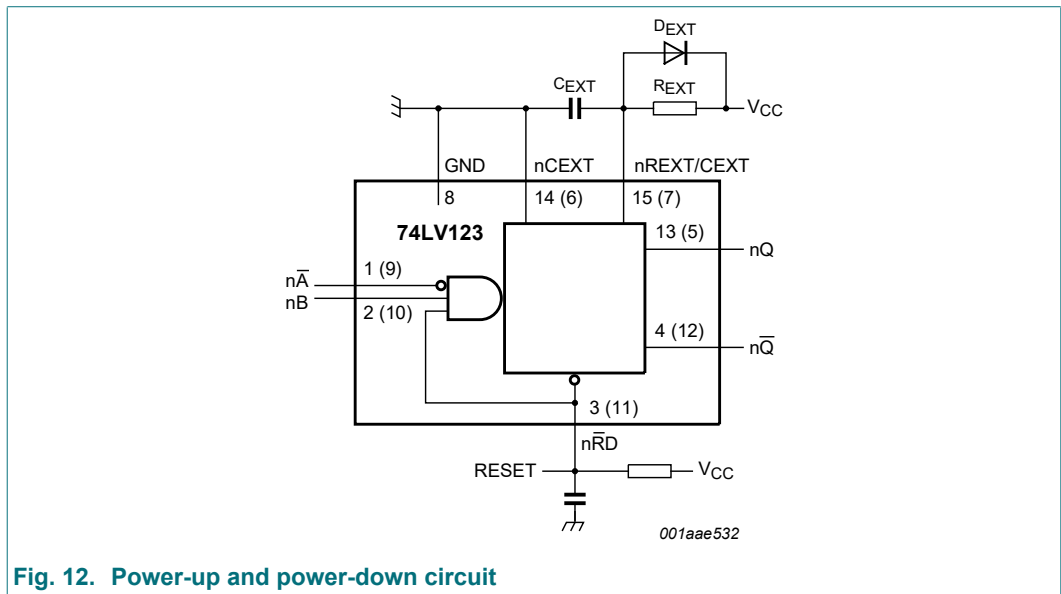 DEXT
CEXT
REXT
VCC
GND
nCEXT
nREXT/CEXT
8
14 (6)
15 (7)
74LV123
13 (5)
nQ
1 (9)
nA̅
nB
2 (10)
4 (12)
nQ̅
3 (11)
nR̅D
RESET
VCC
001aae532
Fig. 12. Power-up and power-down circuit